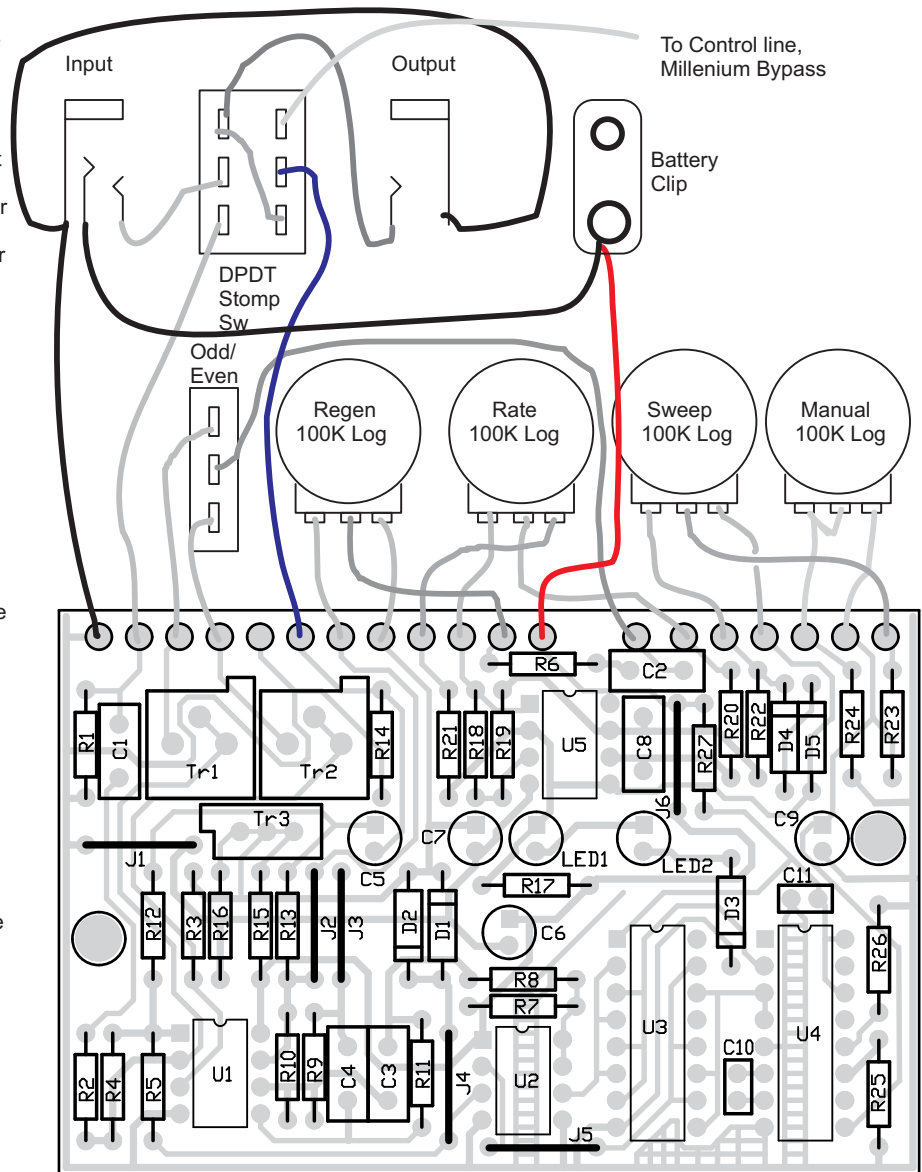 To Control line,
Millenium Bypass
Input
Output
Battery
Clip
DPDT
Stomp
Sw
Odd/
Even
Regen
100K Log
Rate
100K Log
Sweep
100K Log
Manual
100K Log
R6
C2
R1
C1
Tr1
Tr2
R14
R21
R18
R19
U5
C8
J6
R27
R20
R22
D4
D5
R24
R23
Tr3
J1
C5
C7
LED1
LED2
C9
R12
R3
R16
R15
R13
J2
J3
D2
D1
R17
C6
D3
C11
R26
R8
R7
R2
R4
R5
U1
R10
R9
C4
C3
R11
J4
U2
J5
U3
C10
U4
R25